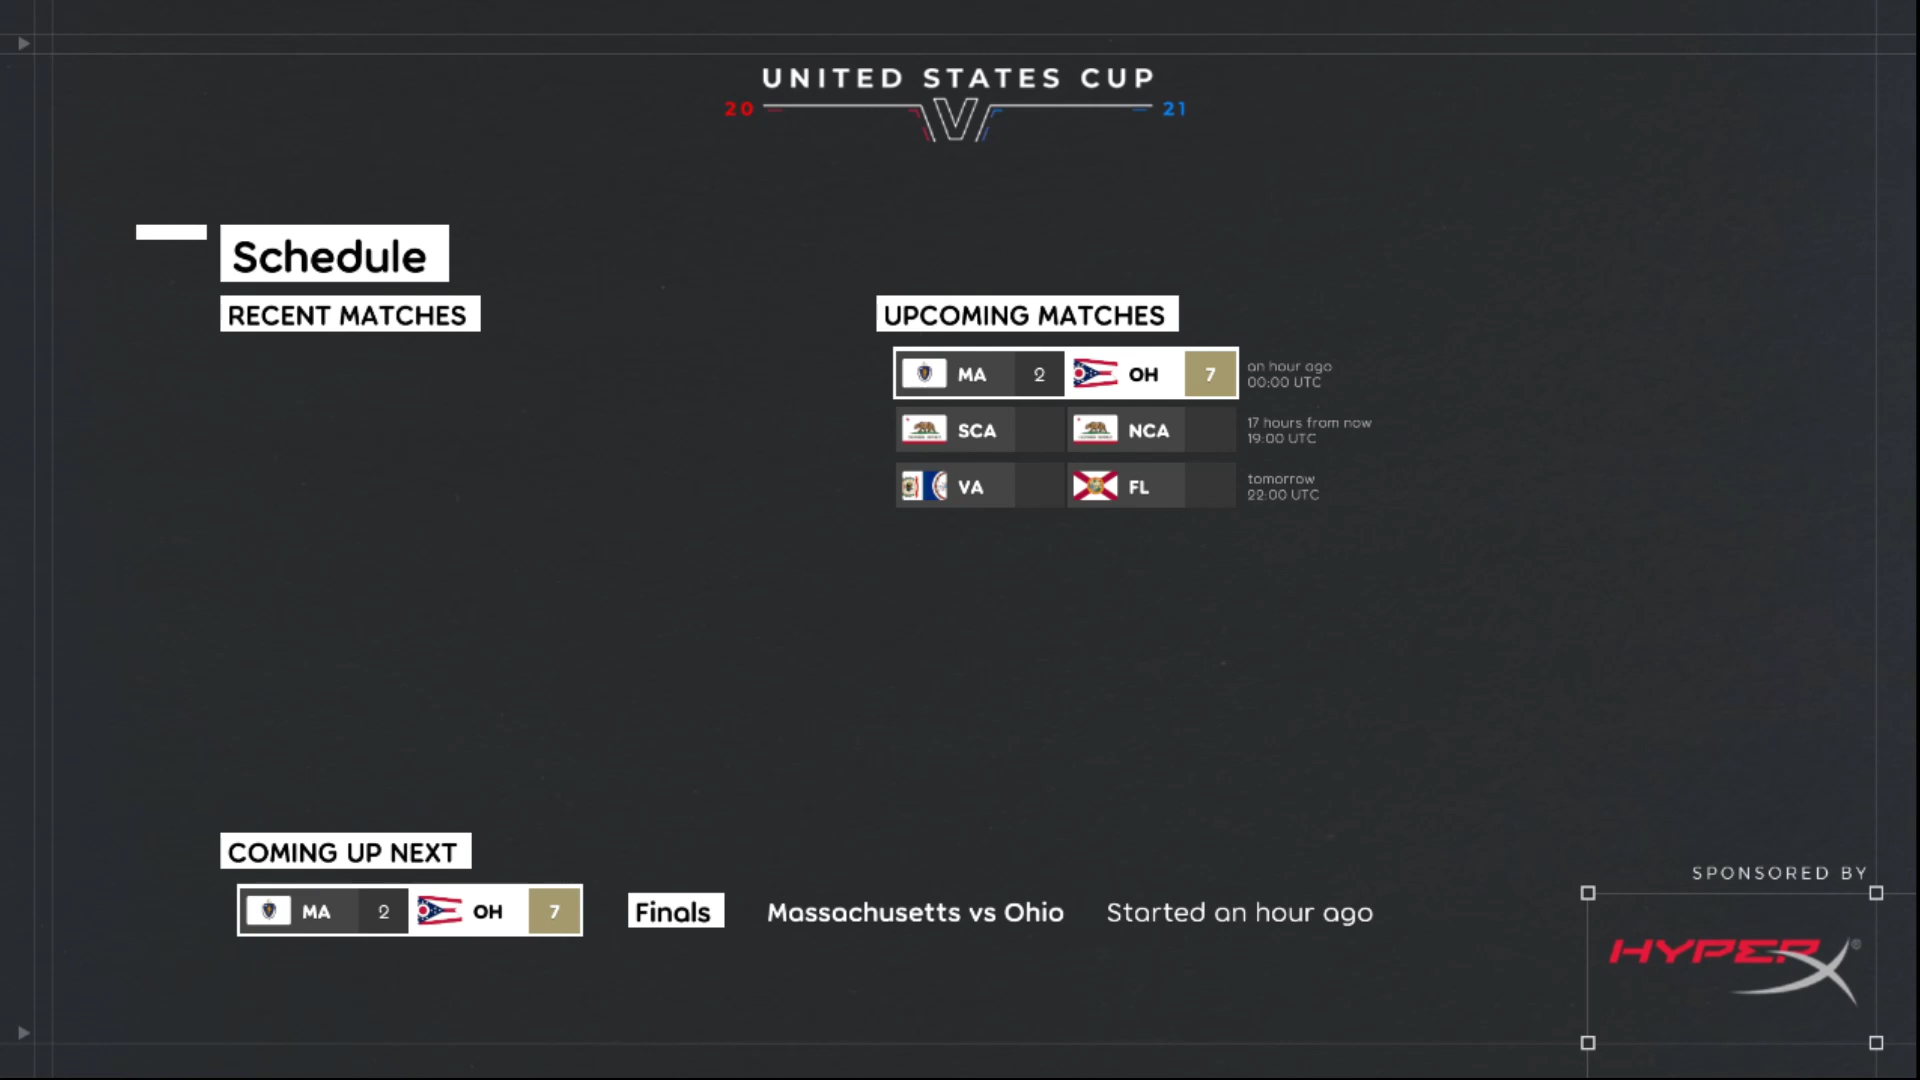 UNITED STATES CUP
20 V 21
Schedule
RECENT MATCHES
UPCOMING MATCHES
MA 2 OH 7 an hour ago
00:00 UTC
SCA NCA 17 hours from now
19:00 UTC
VA FL tomorrow
22:00 UTC
COMING UP NEXT
MA 2 OH 7 Finals Massachusetts vs Ohio Started an hour ago
SPONSORED BY
HYPERX®